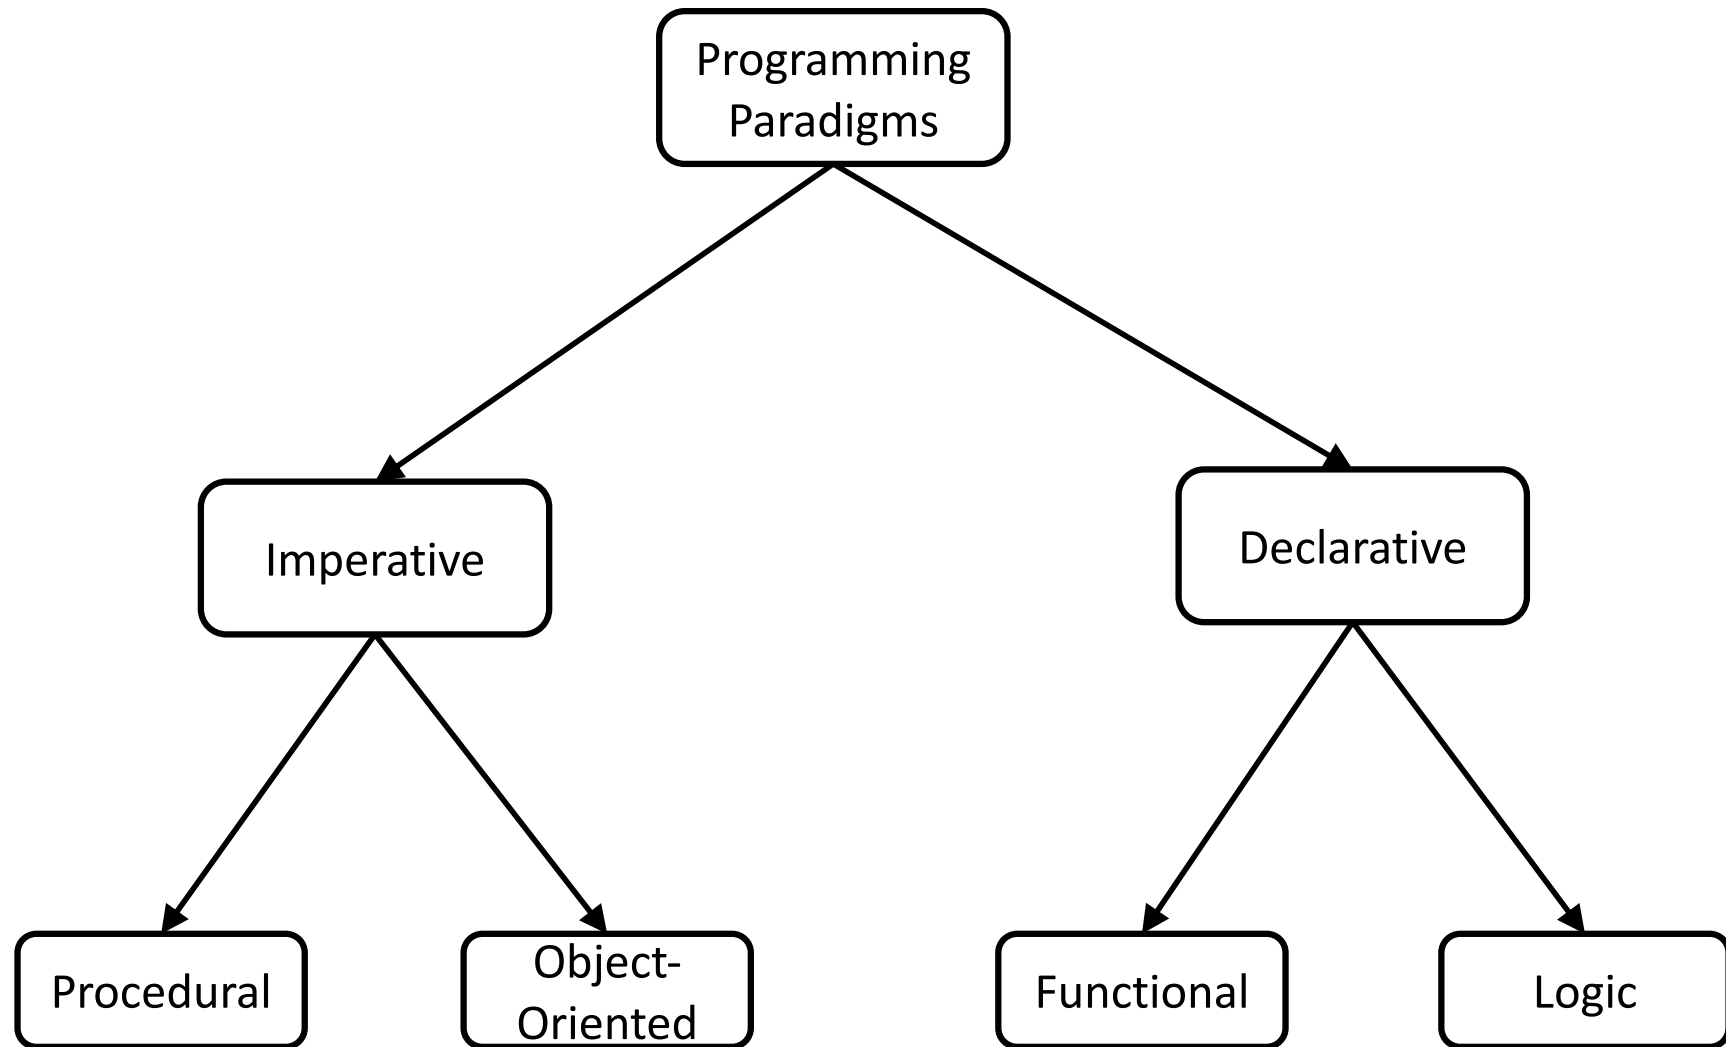 Programming
Paradigms
Imperative
Declarative
Procedural
Object-
Oriented
Functional
Logic